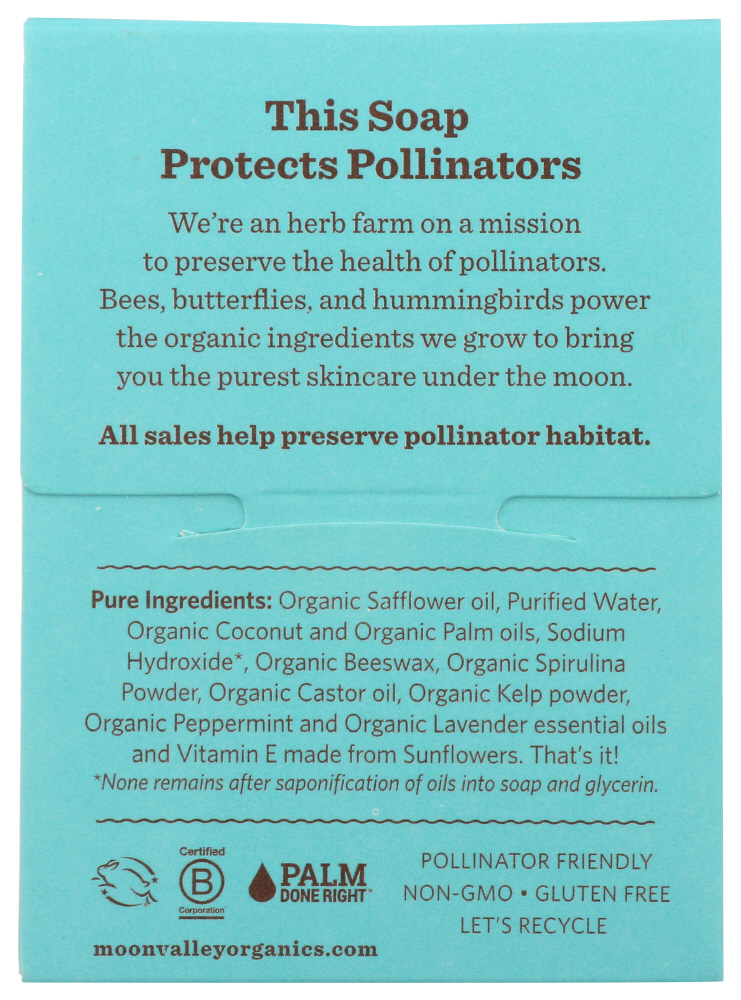 This Soap
Protects Pollinators
We're an herb farm on a mission
to preserve the health of pollinators.
Bees, butterflies, and hummingbirds power
the organic ingredients we grow to bring
you the purest skincare under the moon.
All sales help preserve pollinator habitat.
Pure Ingredients: Organic Safflower oil, Purified Water,
Organic Coconut and Organic Palm oils, Sodium
Hydroxide*, Organic Beeswax, Organic Spirulina
Powder, Organic Castor oil, Organic Kelp powder,
Organic Peppermint and Organic Lavender essential oils
and Vitamin E made from Sunflowers. That's it!
*None remains after saponification of oils into soap and glycerin.
Certified
B
Corporation
PALM
DONE RIGHT™
POLLINATOR FRIENDLY
NON-GMO • GLUTEN FREE
LET'S RECYCLE
moonvalleyorganics.com